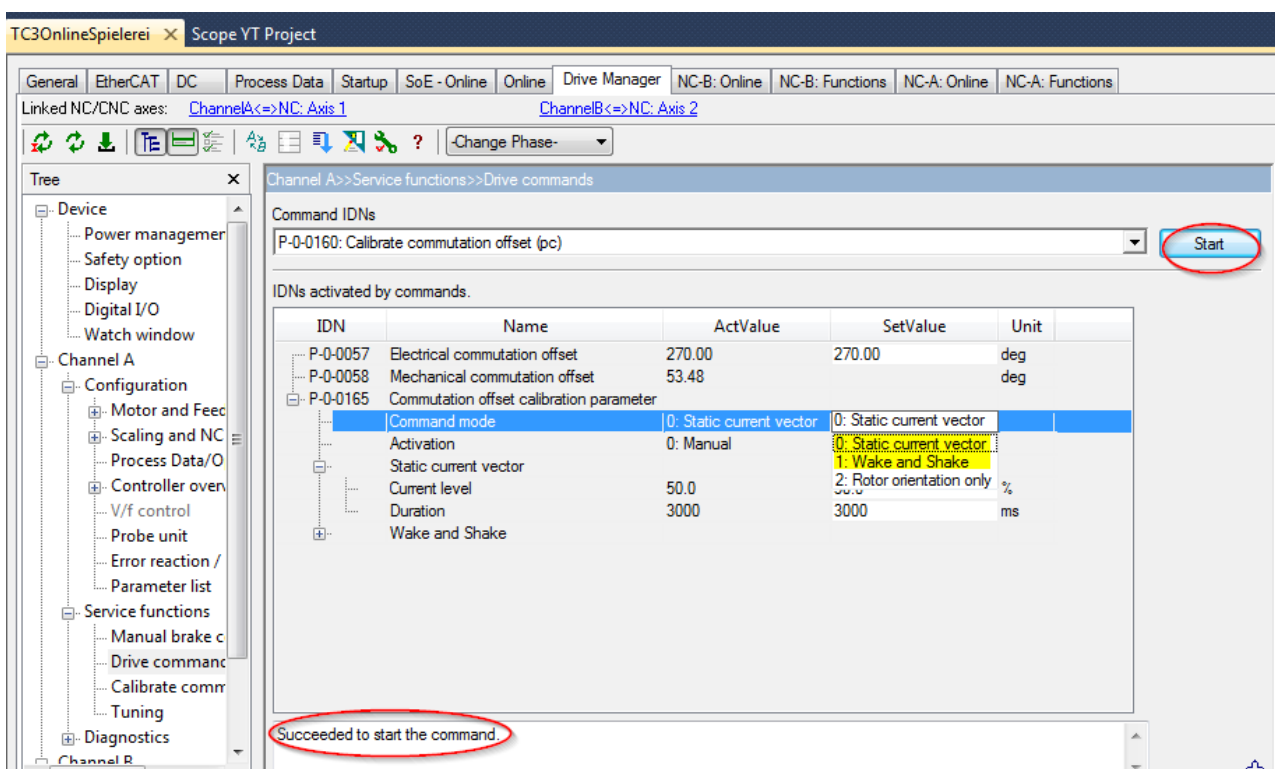 TC3OnlineSpielerei Scope YT Project
General EtherCAT DC Process Data Startup SoE - Online Online Drive Manager NC-B: Online NC-B: Functions NC-A: Online NC-A: Functions
Linked NC/CNC axes: ChannelA<=>NC: Axis 1 ChannelB<=>NC: Axis 2
? -Change Phase-
Tree
Device
Power managemer
Safety option
Display
Digital I/O
Watch window
Channel A
Configuration
Motor and Feec
Scaling and NC
Process Data/O
Controller overv
V/f control
Probe unit
Error reaction /
Parameter list
Service functions
Manual brake c
Drive commanc
Calibrate comm
Tuning
Diagnostics
Channel B
Channel A>>Service functions>>Drive commands
Command IDNs
P-0-0160: Calibrate commutation offset (pc) Start
IDNs activated by commands.
IDN Name ActValue SetValue Unit
P-0-0057 Electrical commutation offset 270.00 270.00 deg
P-0-0058 Mechanical commutation offset 53.48 deg
P-0-0165 Commutation offset calibration parameter
Command mode 0: Static current vector 0: Static current vector
Activation 0: Manual 0: Static current vector
Static current vector 1: Wake and Shake
2: Rotor orientation only
Current level 50.0 %
Duration 3000 3000 ms
Wake and Shake
Succeeded to start the command.